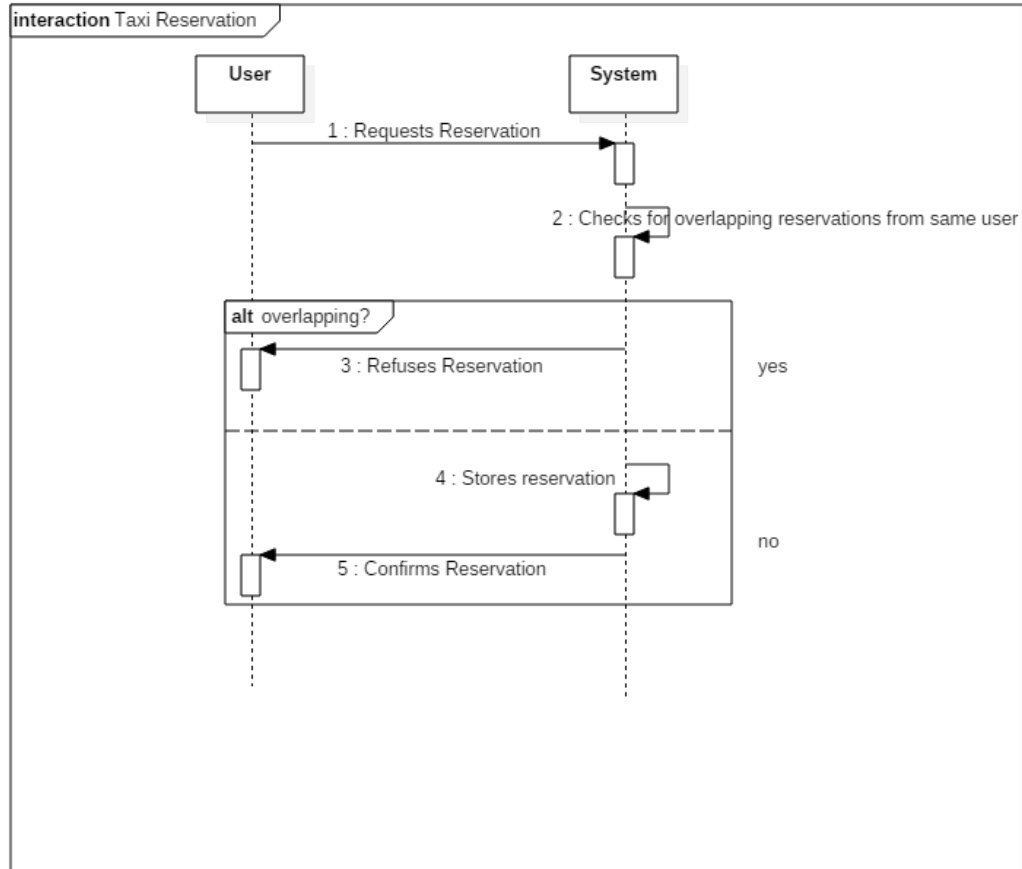 interaction Taxi Reservation
User
System
1 : Requests Reservation
2 : Checks for overlapping reservations from same user
alt overlapping?
3 : Refuses Reservation
yes
4 : Stores reservation
no
5 : Confirms Reservation